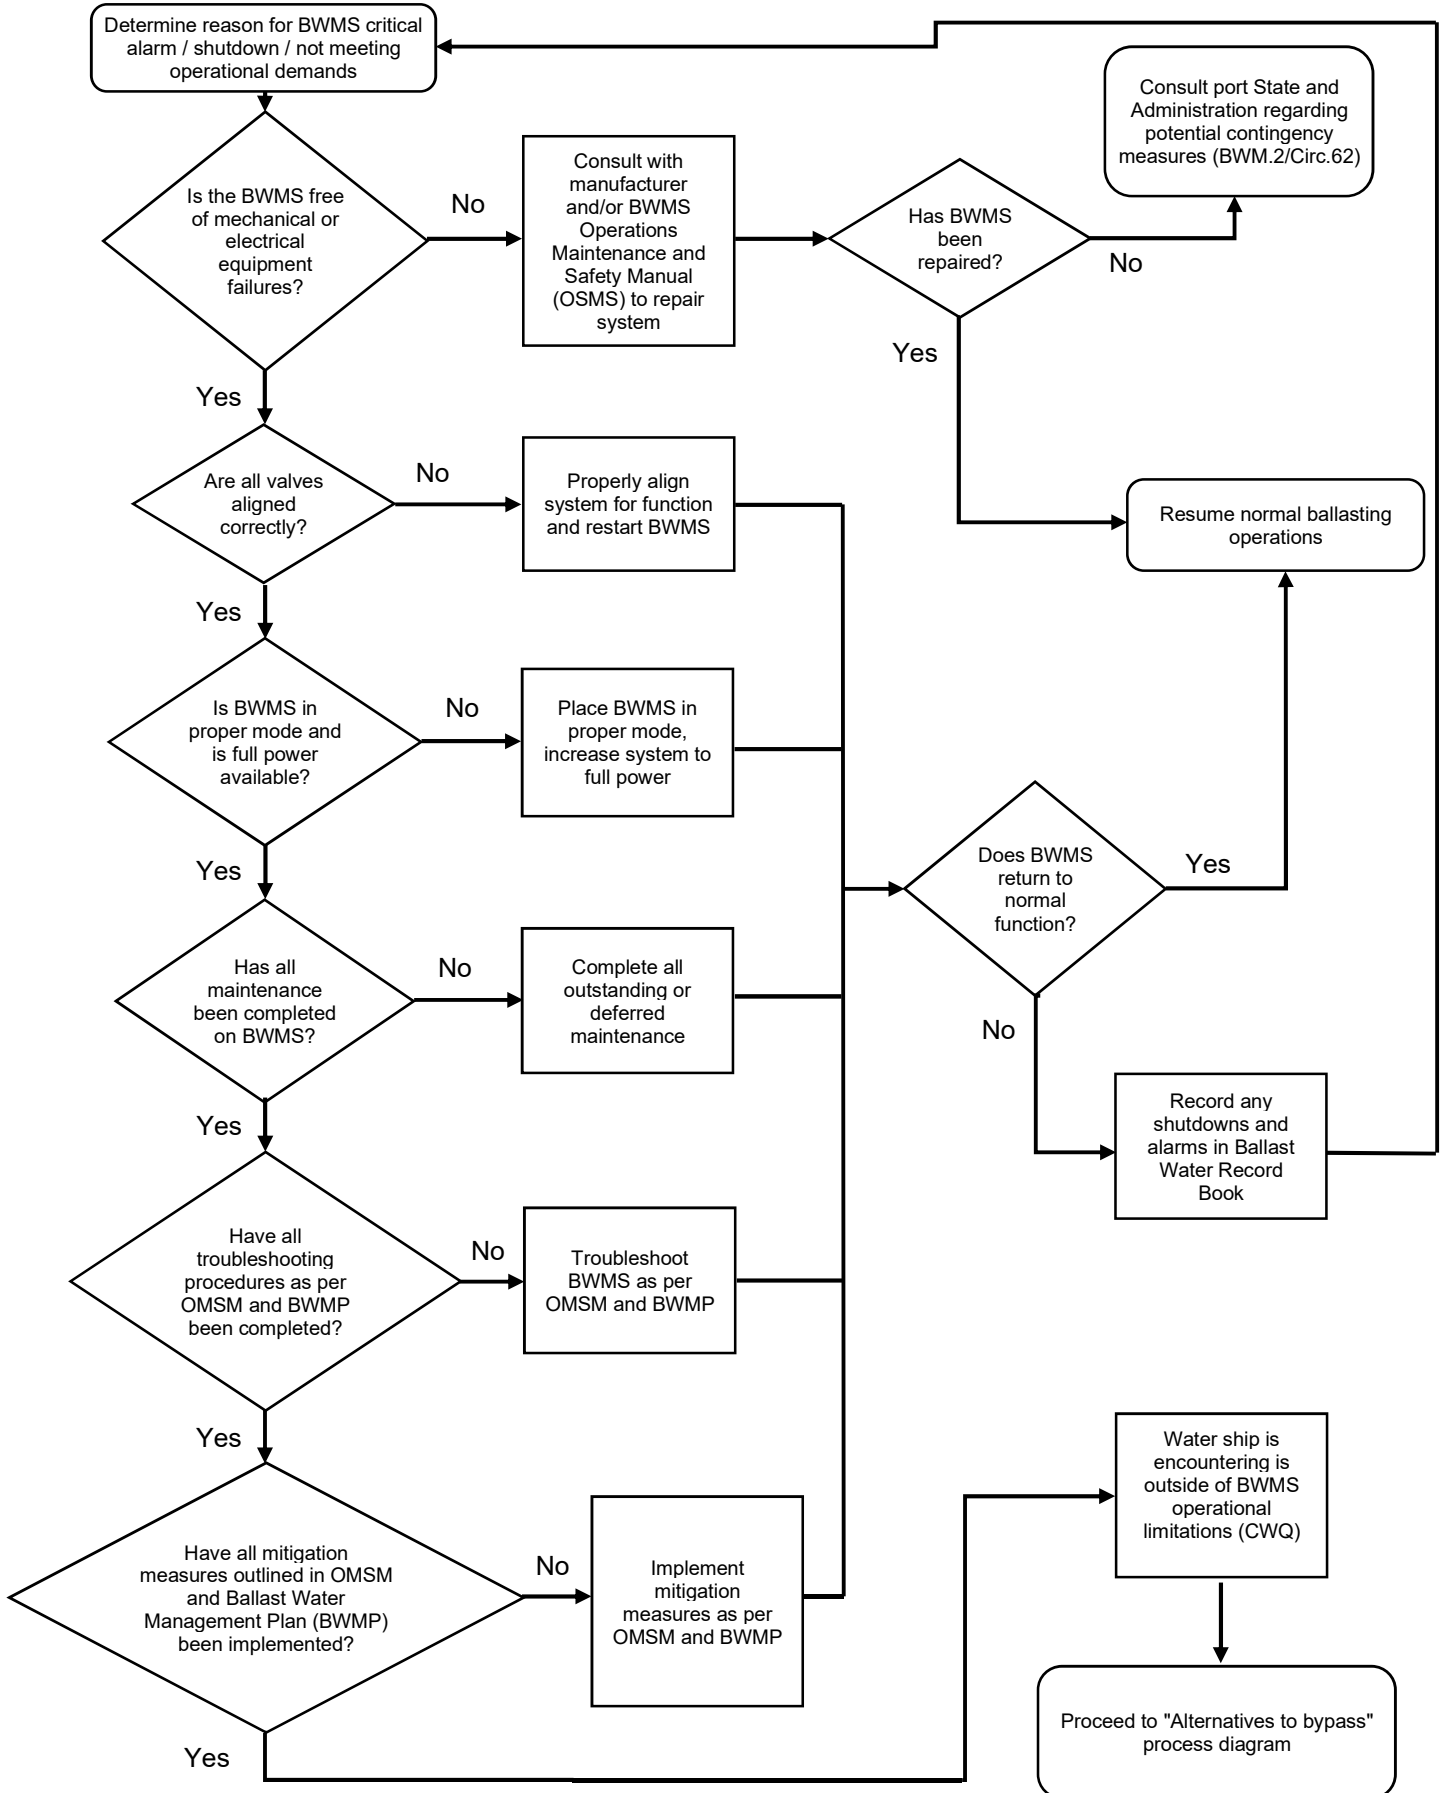 Determine reason for BWMS critical
alarm / shutdown / not meeting
operational demands
Consult port State and
Administration regarding
potential contingency
measures (BWM.2/Circ.62)
Is the BWMS free
of mechanical or
electrical
equipment
failures?
No
Consult with
manufacturer
and/or BWMS
Operations
Maintenance and
Safety Manual
(OSMS) to repair
system
Has BWMS
been
repaired?
No
Yes
Yes
Are all valves
aligned
correctly?
No
Properly align
system for function
and restart BWMS
Resume normal ballasting
operations
Yes
Is BWMS in
proper mode and
is full power
available?
No
Place BWMS in
proper mode,
increase system to
full power
Does BWMS
return to
normal
function?
Yes
No
Yes
Has all
maintenance
been completed
on BWMS?
No
Complete all
outstanding or
deferred
maintenance
Record any
shutdowns and
alarms in Ballast
Water Record
Book
Yes
Have all
troubleshooting
procedures as per
OMSM and BWMP
been completed?
No
Troubleshoot
BWMS as per
OMSM and BWMP
Yes
Have all mitigation
measures outlined in OMSM
and Ballast Water
Management Plan (BWMP)
been implemented?
No
Implement
mitigation
measures as per
OMSM and BWMP
Water ship is
encountering is
outside of BWMS
operational
limitations (CWQ)
Yes
Proceed to "Alternatives to bypass"
process diagram